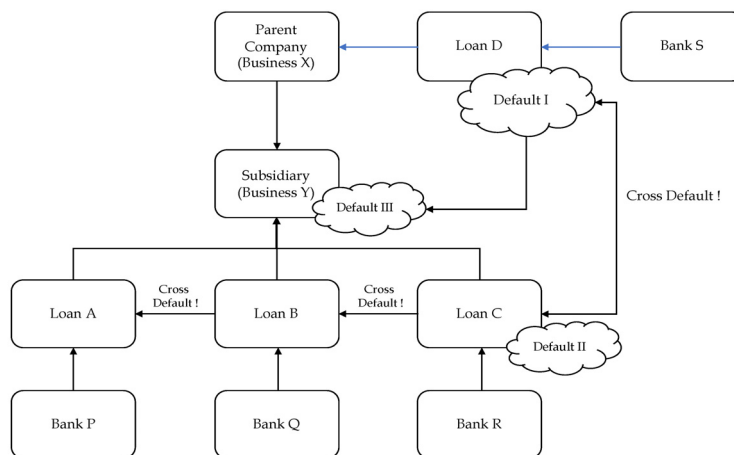 Parent
Company
(Business X)
Loan D
Bank S
Default I
Subsidiary
(Business Y)
Default III
Cross Default !
Cross
Default !
Cross
Default !
Loan A
Loan B
Loan C
Default II
Bank P
Bank Q
Bank R